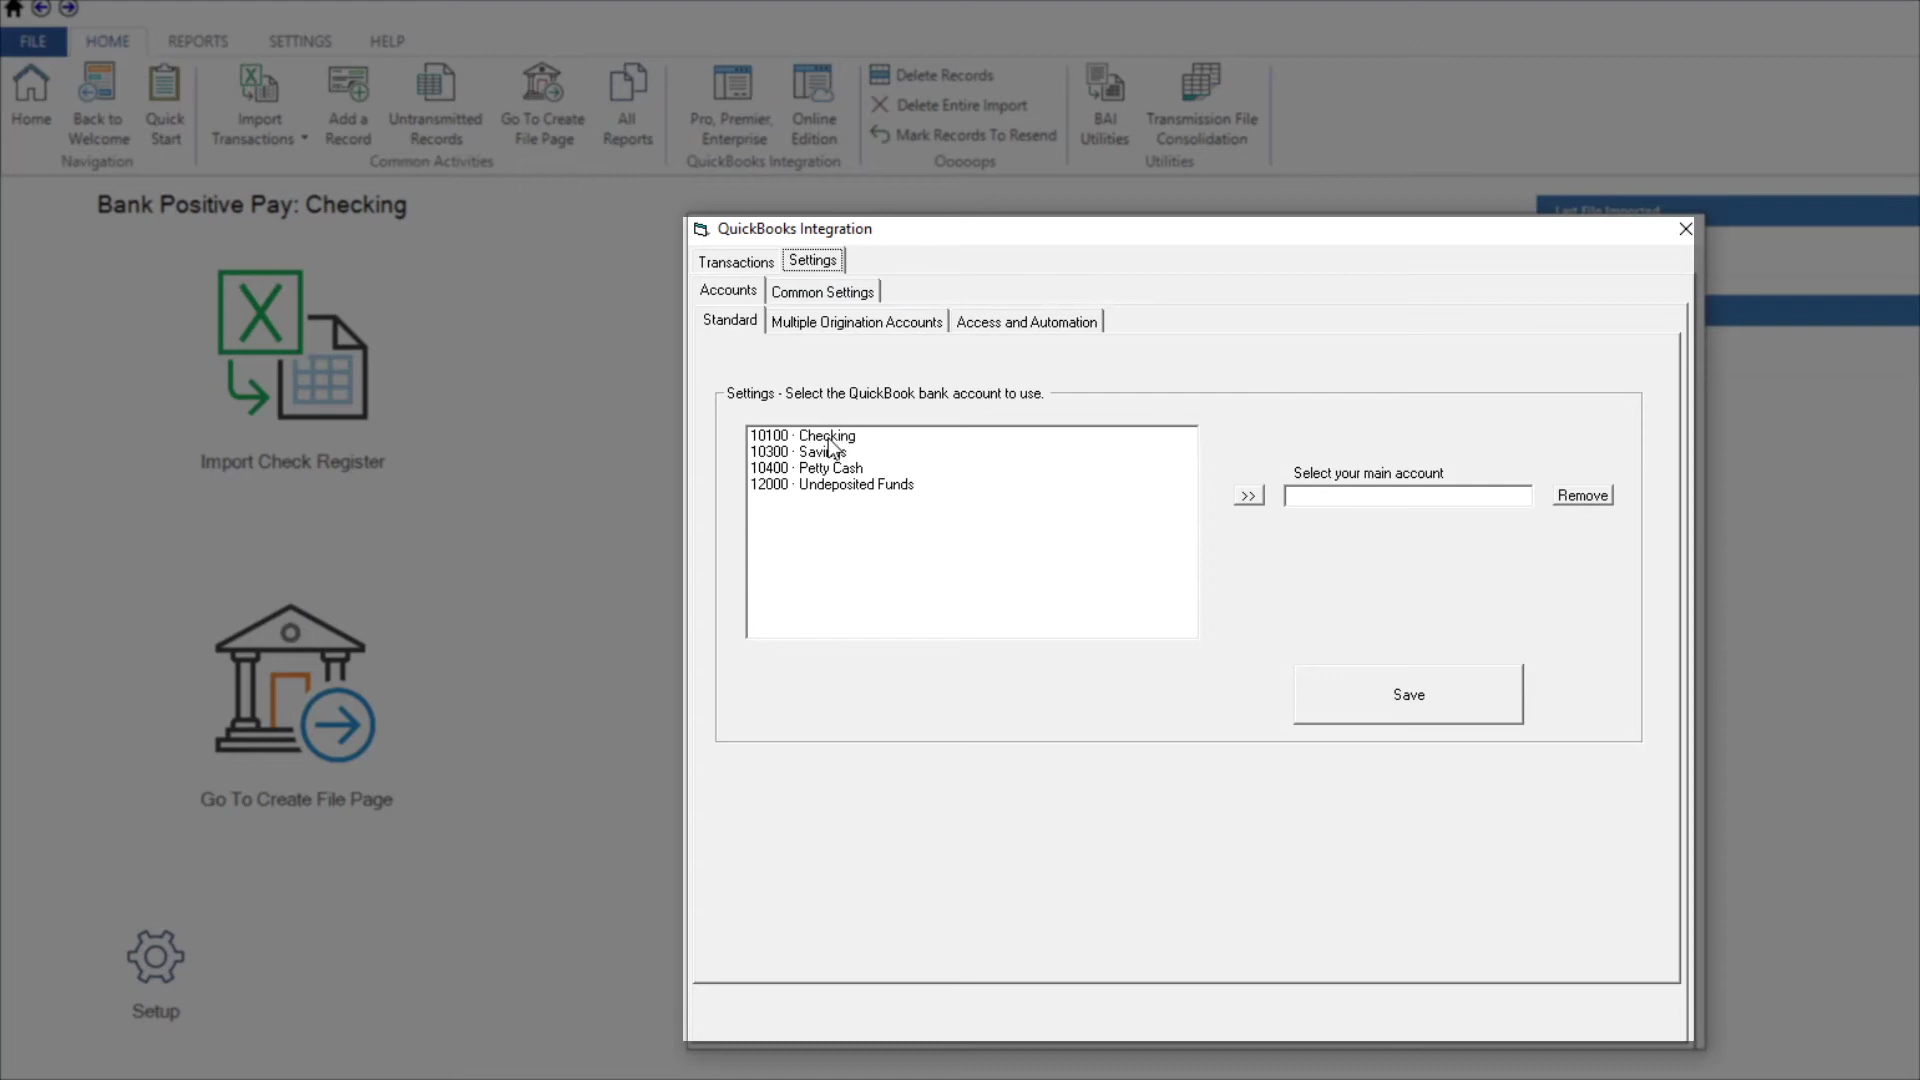 FILE HOME REPORTS SETTINGS HELP
Home
Back to
Welcome
Quick
Start
Navigation
Import
Transactions
Add a
Record
Untransmitted
Records
Go To Create
File Page
All
Reports
Common Activities
Pro, Premier,
Enterprise
Online
Edition
QuickBooks Integration
Delete Records
Delete Entire Import
Mark Records To Resend
Ooooops
BAI
Utilities
Transmission File
Consolidation
Utilities
Bank Positive Pay: Checking
Import Check Register
Go To Create File Page
Setup
Last File Imported
QuickBooks Integration
Transactions Settings
Accounts Common Settings
Standard Multiple Origination Accounts Access and Automation
Settings - Select the QuickBook bank account to use.
10100 · Checking
10300 · Savings
10400 · Petty Cash
12000 · Undeposited Funds
Select your main account
>>
Remove
Save